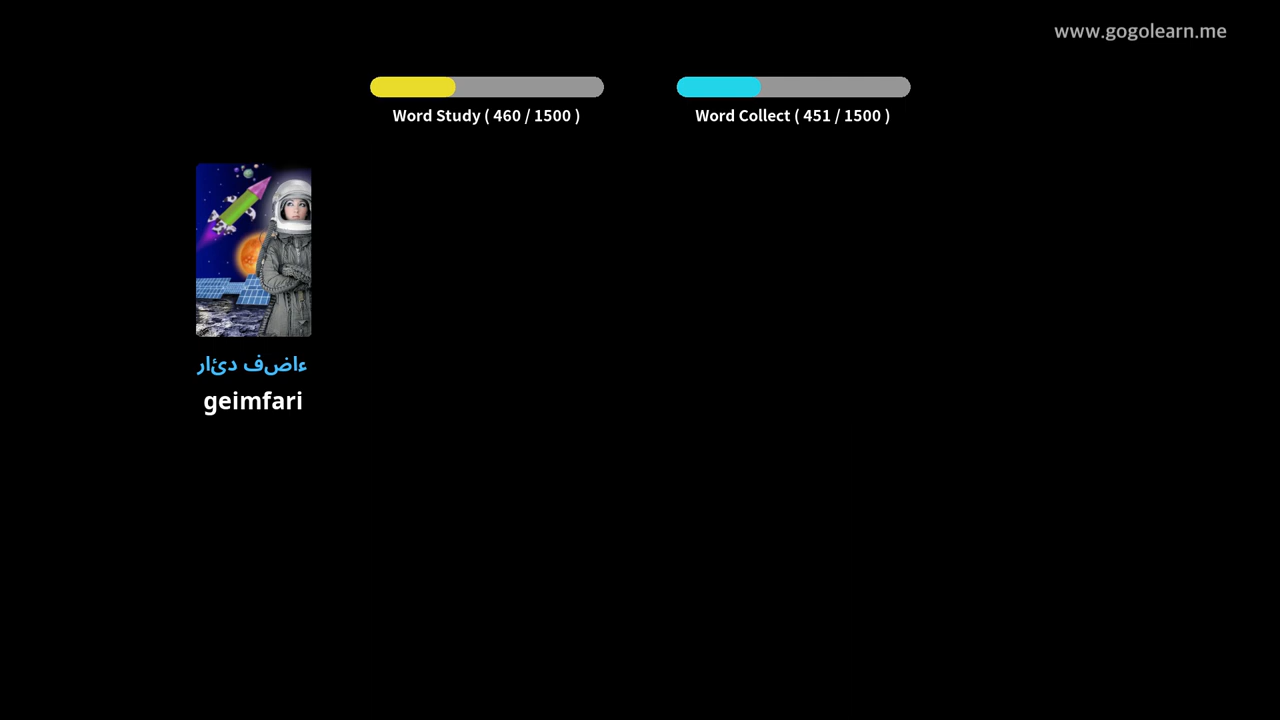 www.gogolearn.me
Word Study ( 460 / 1500 )
Word Collect ( 451 / 1500 )
ءاضف دئار
geimfari